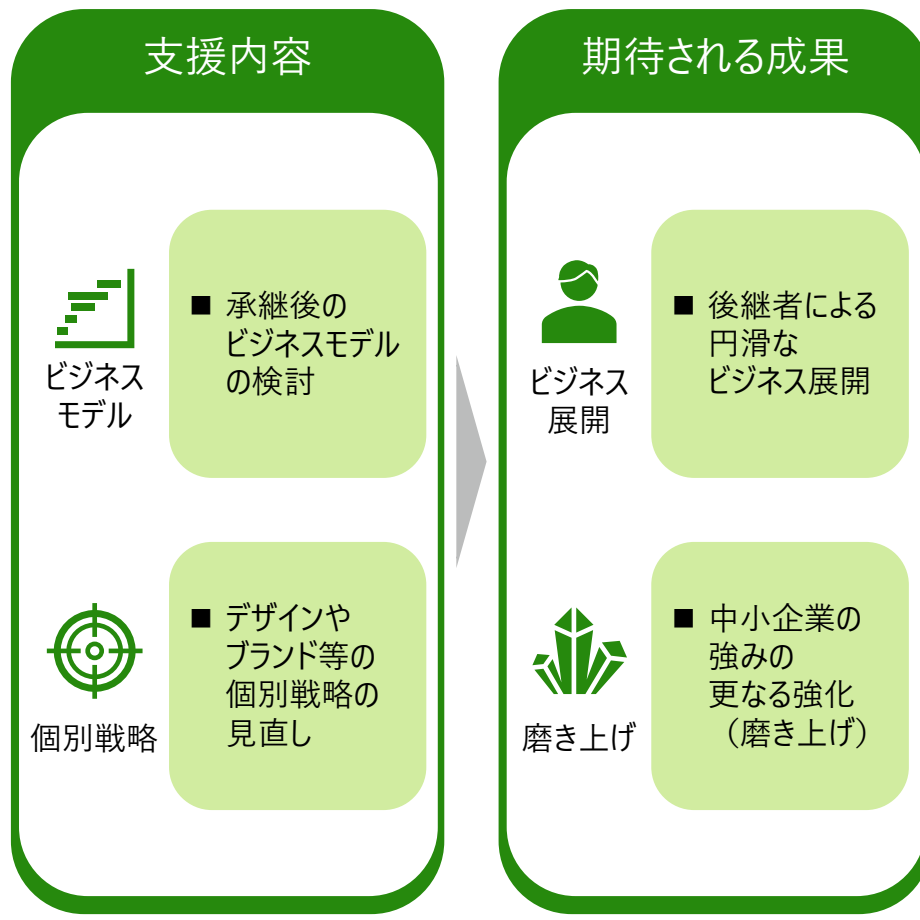 支援内容
ビジネス
モデル
■ 承継後の
ビジネスモデル
の検討
個別戦略
■ デザインや
ブランド等の
個別戦略の
見直し
期待される成果
ビジネス
展開
■ 後継者による
円滑な
ビジネス展開
磨き上げ
■ 中小企業の
強みの
更なる強化
（磨き上げ）